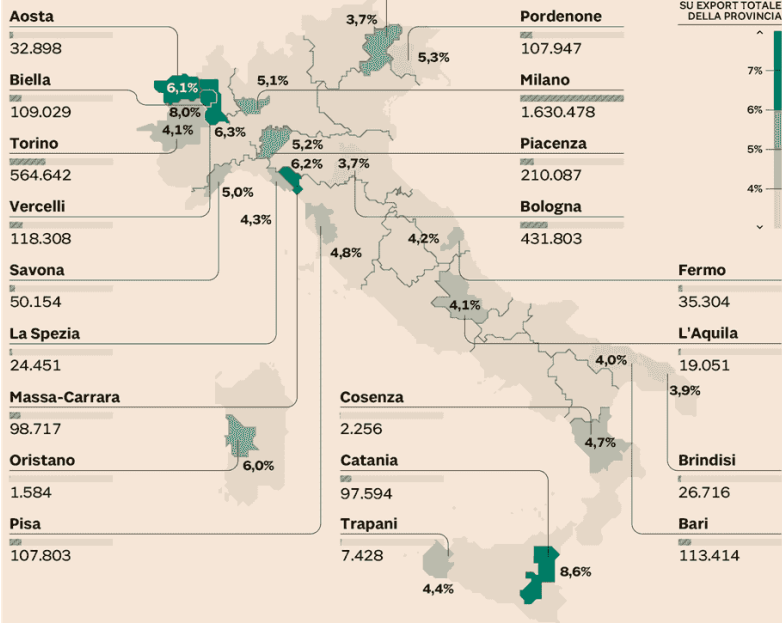 SU EXPORT TOTALE
DELLA PROVINCIA
7%
6%
5%
4%
Aosta
32.898
Biella
109.029
Torino
564.642
Vercelli
118.308
Savona
50.154
La Spezia
24.451
Massa-Carrara
98.717
Oristano
1.584
Pisa
107.803
Pordenone
107.947
Milano
1.630.478
Piacenza
210.087
Bologna
431.803
Fermo
35.304
L'Aquila
19.051
Cosenza
2.256
Catania
97.594
Trapani
7.428
Brindisi
26.716
Bari
113.414
3,7%
5,3%
6,1%
5,1%
8,0%
4,1%
6,3%
5,2%
6,2%
3,7%
5,0%
4,3%
4,8%
4,2%
4,1%
4,0%
3,9%
4,7%
6,0%
8,6%
4,4%